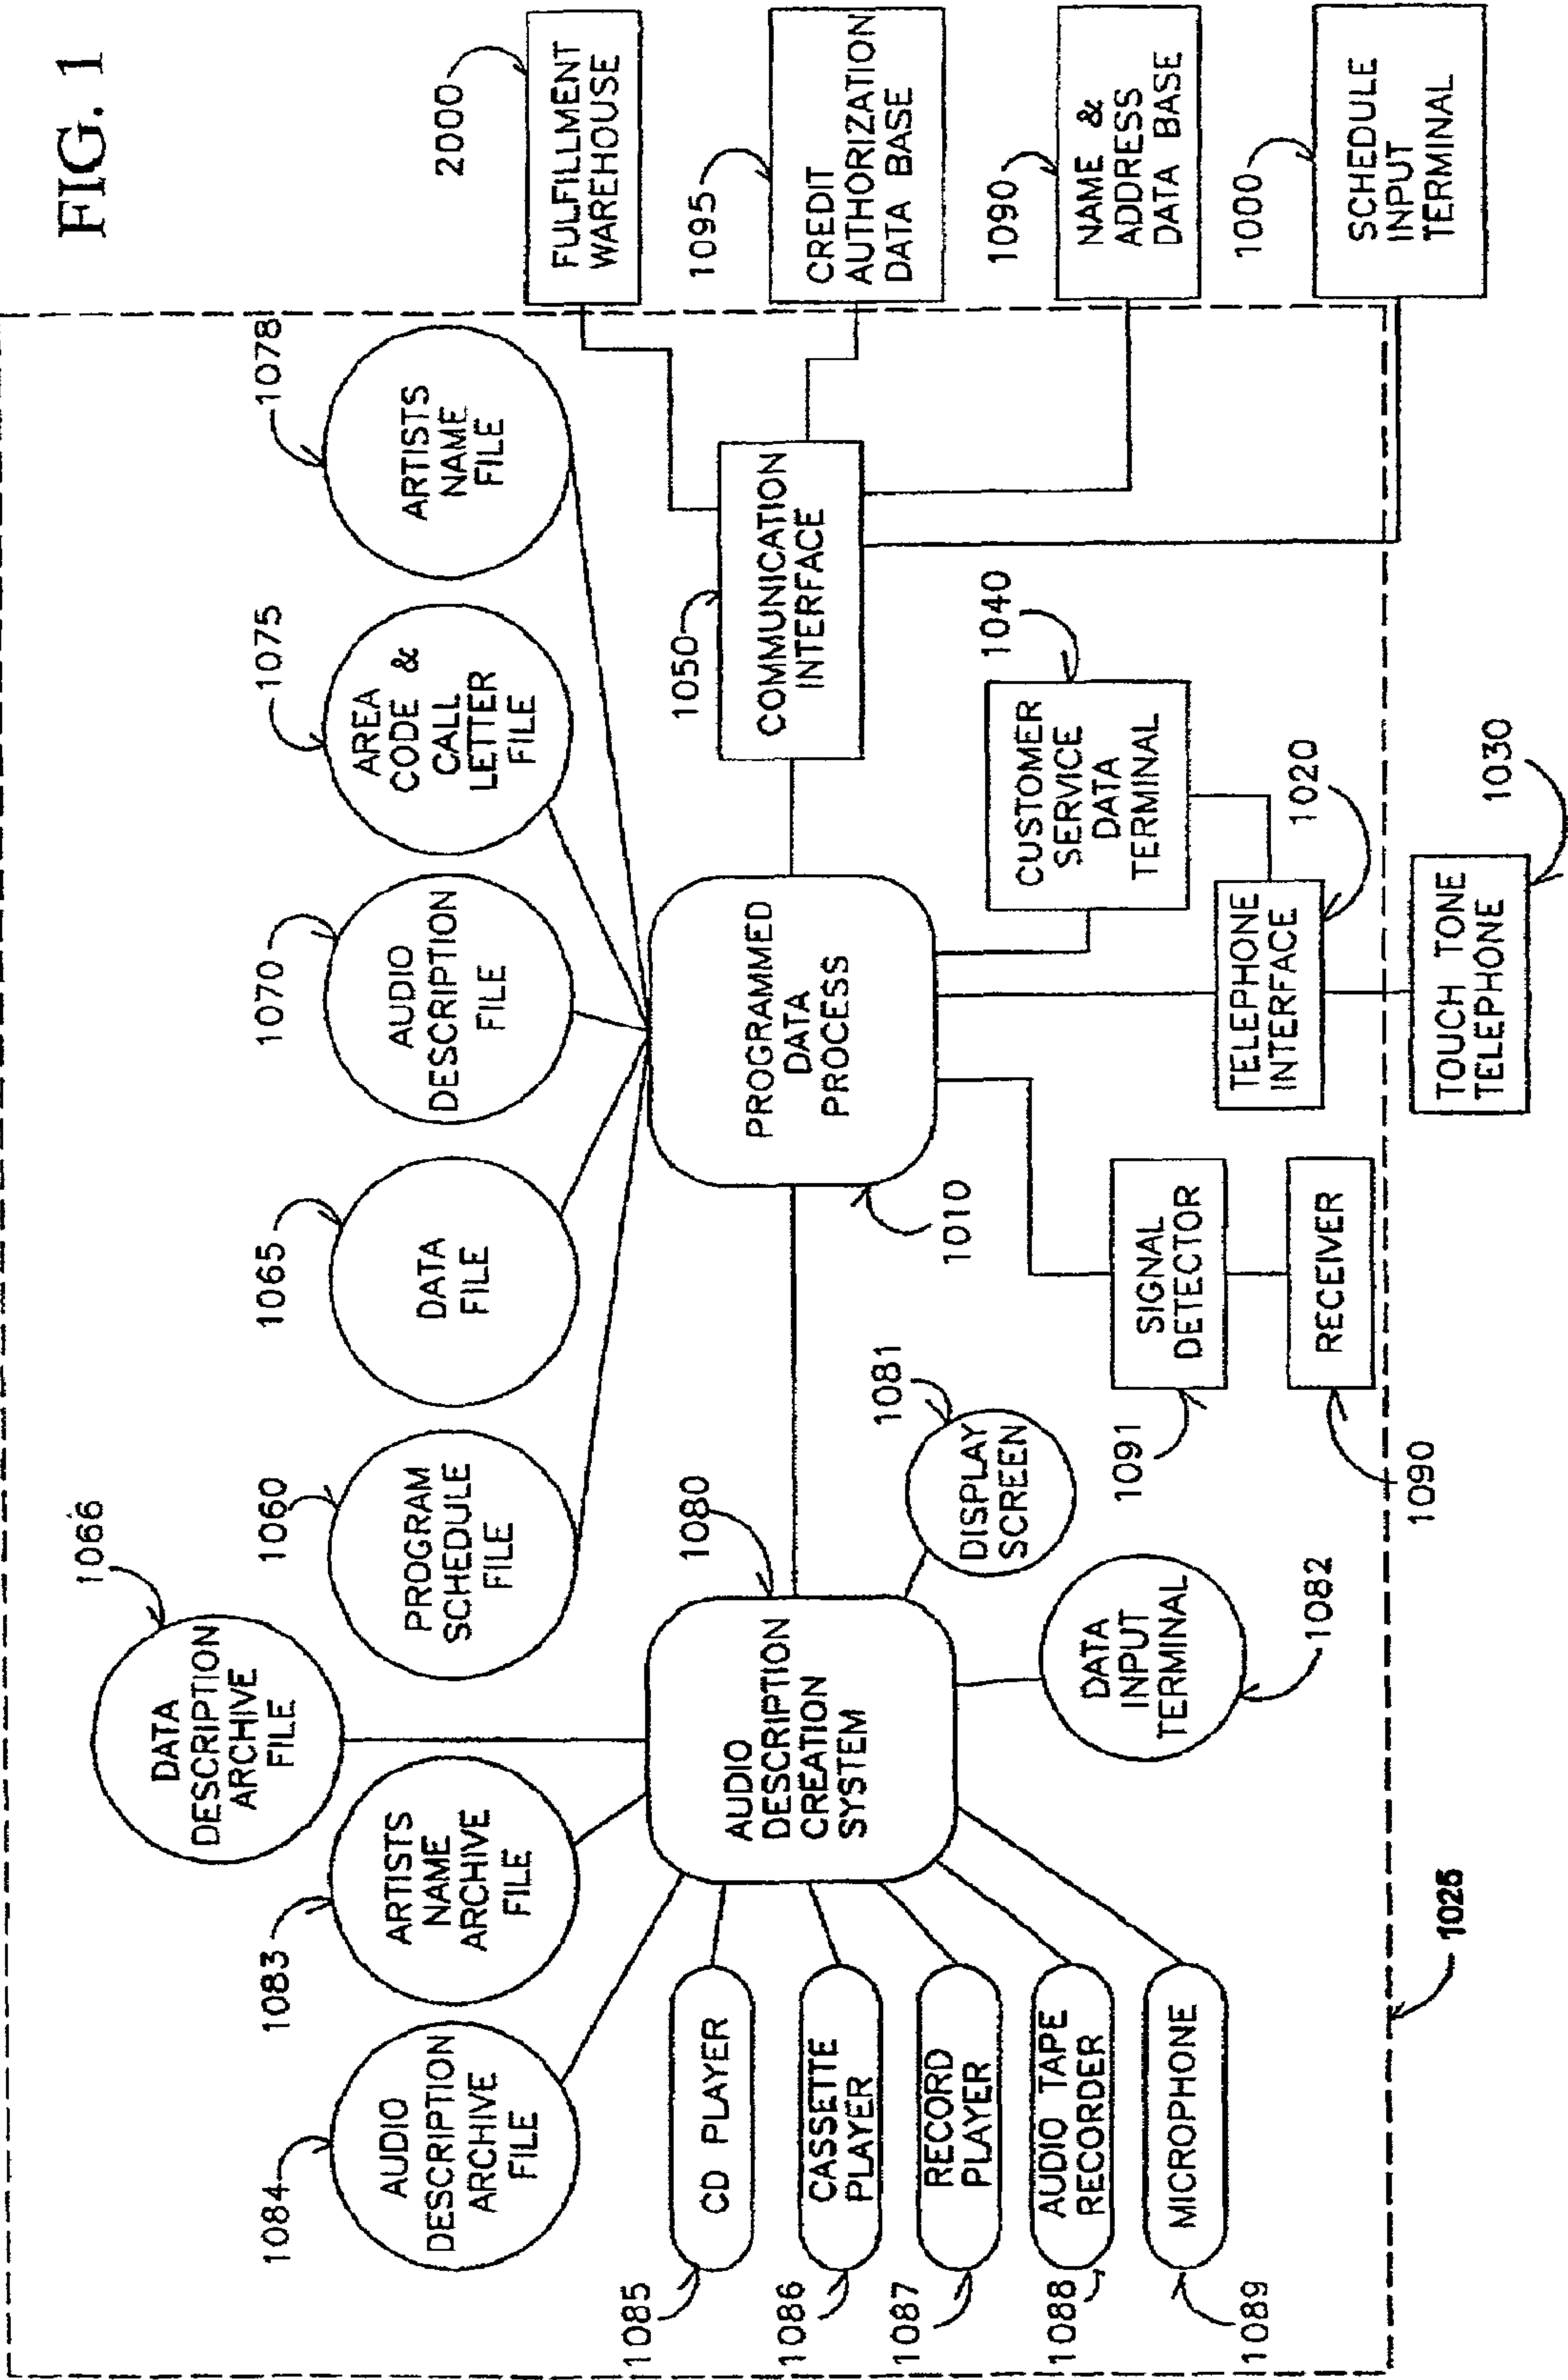 FIG. 1
1066
DATA
DESCRIPTION
ARCHIVE
FILE
1084
AUDIO
DESCRIPTION
ARCHIVE
FILE
1083
ARTISTS
NAME
ARCHIVE
FILE
1060
PROGRAM
SCHEDULE
FILE
1065
DATA
FILE
1070
AUDIO
DESCRIPTION
FILE
1075
AREA
CODE &
CALL
LETTER
FILE
1078
ARTISTS
NAME
FILE
2000
FULFILLMENT
WAREHOUSE
1095
CREDIT
AUTHORIZATION
DATA BASE
1090
NAME &
ADDRESS
DATA BASE
1000
SCHEDULE
INPUT
TERMINAL
1085
CD PLAYER
1086
CASSETTE
PLAYER
1087
RECORD
PLAYER
1088
AUDIO TAPE
RECORDER
1089
MICROPHONE
1080
AUDIO
DESCRIPTION
CREATION
SYSTEM
1081
DISPLAY
SCREEN
DATA
INPUT
TERMINAL
1082
PROGRAMMED
DATA
PROCESS
1010
1050
COMMUNICATION
INTERFACE
1040
CUSTOMER
SERVICE
DATA
TERMINAL
1091
SIGNAL
DETECTOR
1090
RECEIVER
1020
TELEPHONE
INTERFACE
1030
TOUCH TONE
TELEPHONE
1025